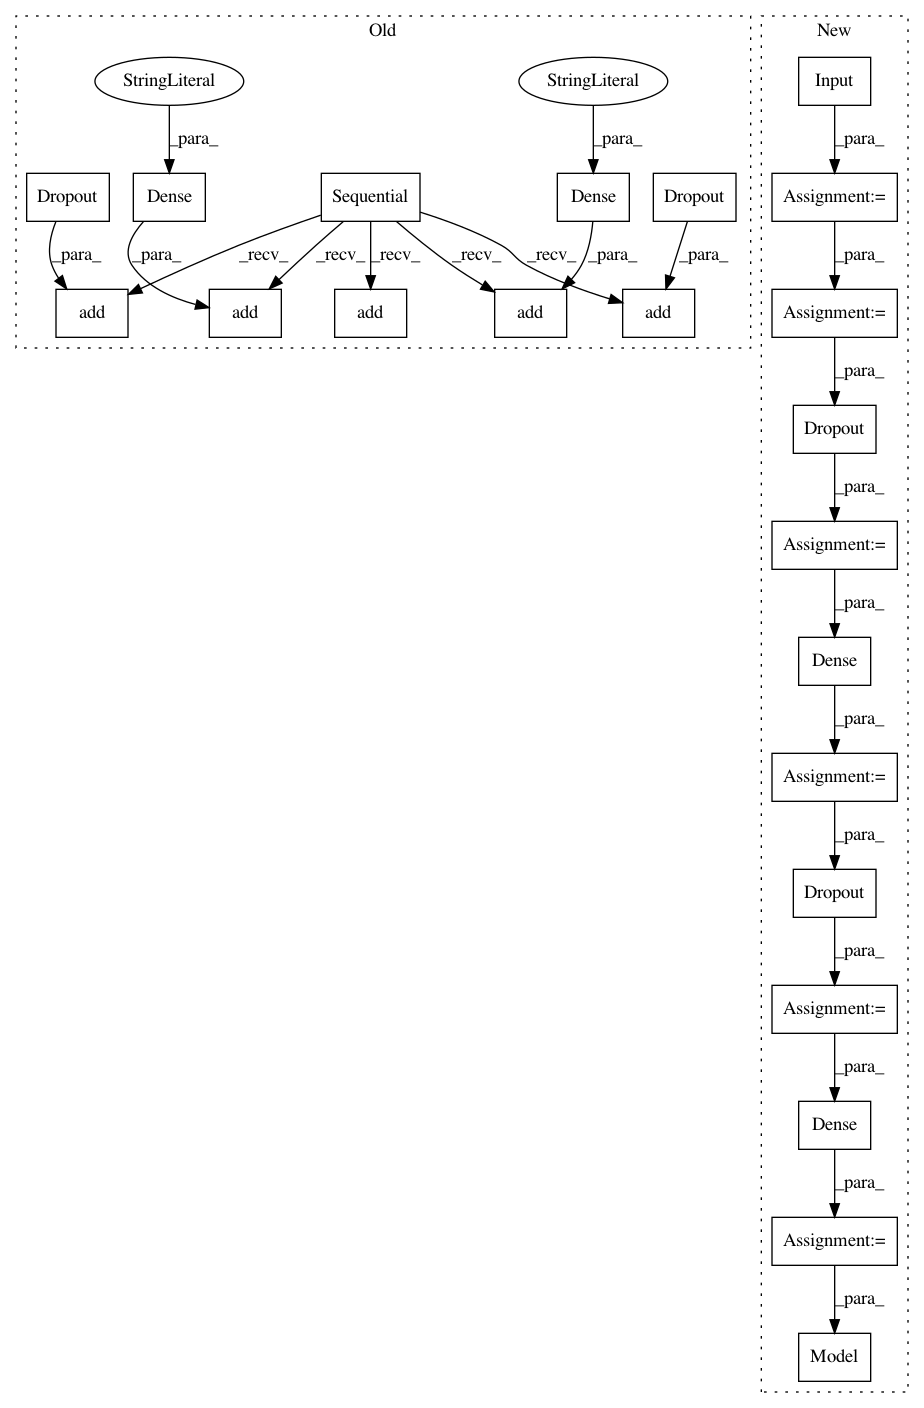 Old
New
StringLiteral
StringLiteral
Input
_para_
_para_
_para_
Dropout
Dense
Sequential
Dense
Dropout
Assignment:=
_para_
_para_
_recv_
_recv_
_recv_
_recv_
_para_
_recv_
_para_
_para_
add
add
add
add
add
Assignment:=
_para_
Dropout
_para_
Assignment:=
_para_
Dense
_para_
Assignment:=
_para_
Dropout
_para_
Assignment:=
_para_
Dense
_para_
Assignment:=
_para_
Model